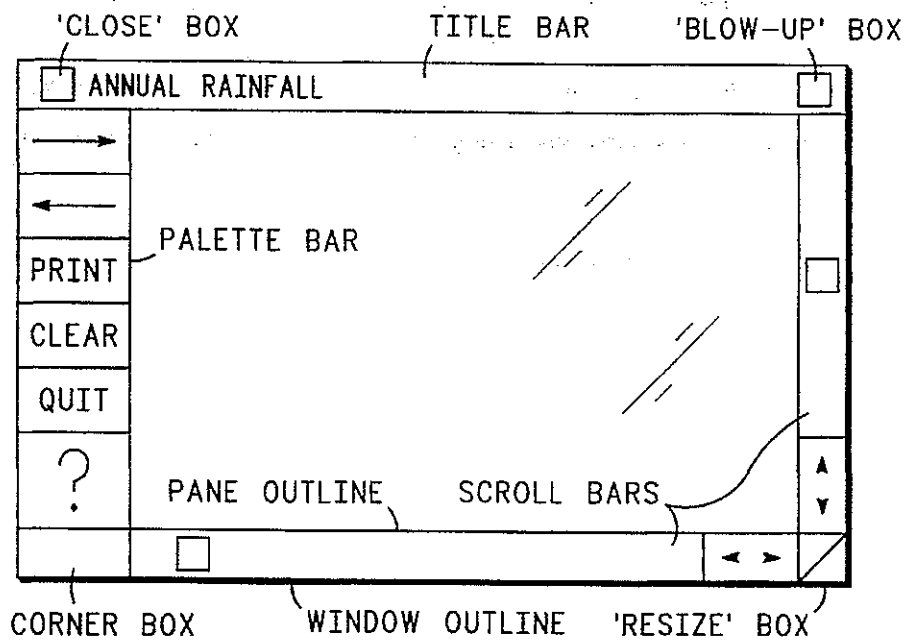 'CLOSE' BOX
TITLE BAR
'BLOW-UP' BOX
ANNUAL RAINFALL
PALETTE BAR
PRINT
CLEAR
QUIT
?
PANE OUTLINE
SCROLL BARS
CORNER BOX
WINDOW OUTLINE
'RESIZE' BOX